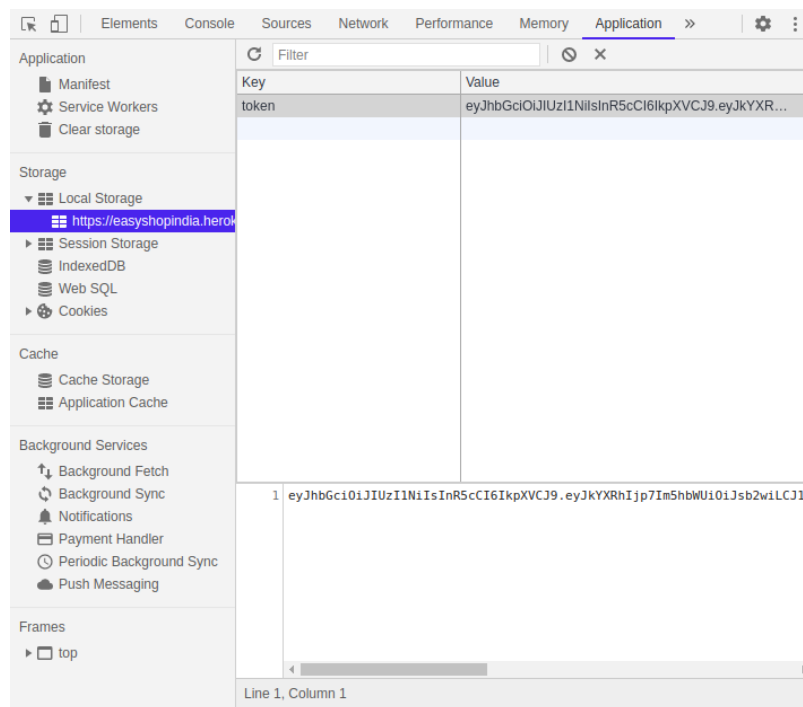 Elements Console Sources Network Performance Memory Application »
Application
Manifest
Service Workers
Clear storage
Storage
Local Storage
https://easyshopindia.herok
Session Storage
IndexedDB
Web SQL
Cookies
Cache
Cache Storage
Application Cache
Background Services
Background Fetch
Background Sync
Notifications
Payment Handler
Periodic Background Sync
Push Messaging
Frames
top
Filter
Key Value
token eyJhbGciOiJIUzI1NiIsInR5cCI6IkpXVCJ9.eyJkYXR…
1 eyJhbGciOiJIUzI1NiIsInR5cCI6IkpXVCJ9.eyJkYXRhIjp7Im5hbWUiOiJsb2wiLCJ1
Line 1, Column 1